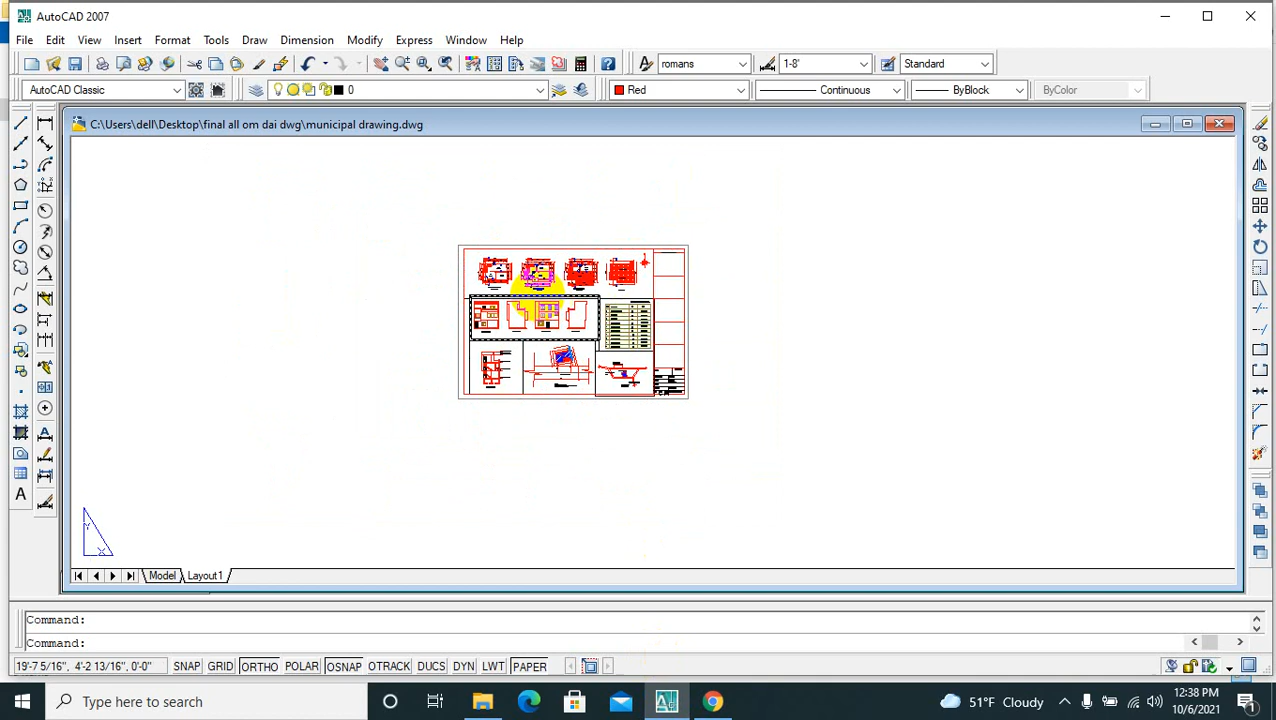 AutoCAD 2007
File Edit View Insert Format Tools Draw Dimension Modify Express Window Help
romans 1-8' Standard
AutoCAD Classic 0 Red Continuous ByBlock ByColor
C:\Users\dell\Desktop\final all om dai dwg\municipal drawing.dwg
Y
X
Model Layout1
Command:
Command:
19'-7 5/16", 4'-2 13/16", 0'-0" SNAP GRID ORTHO POLAR OSNAP OTRACK DUCS DYN LWT PAPER
Type here to search 51°F Cloudy 12:38 PM
10/6/2021 1